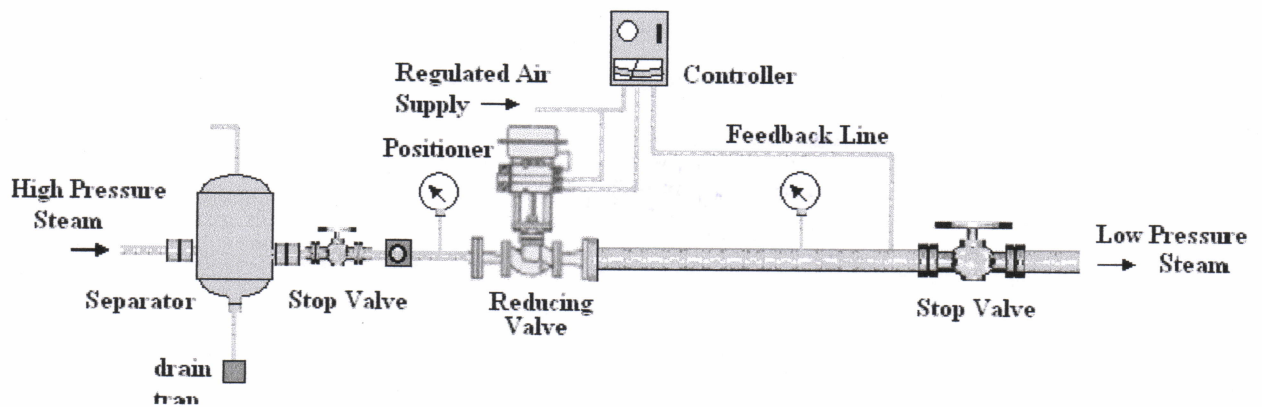 Regulated Air
Supply
Controller
Positioner
Feedback Line
High Pressure
Steam
Low Pressure
Steam
Separator
Stop Valve
Reducing
Valve
Stop Valve
drain
trap